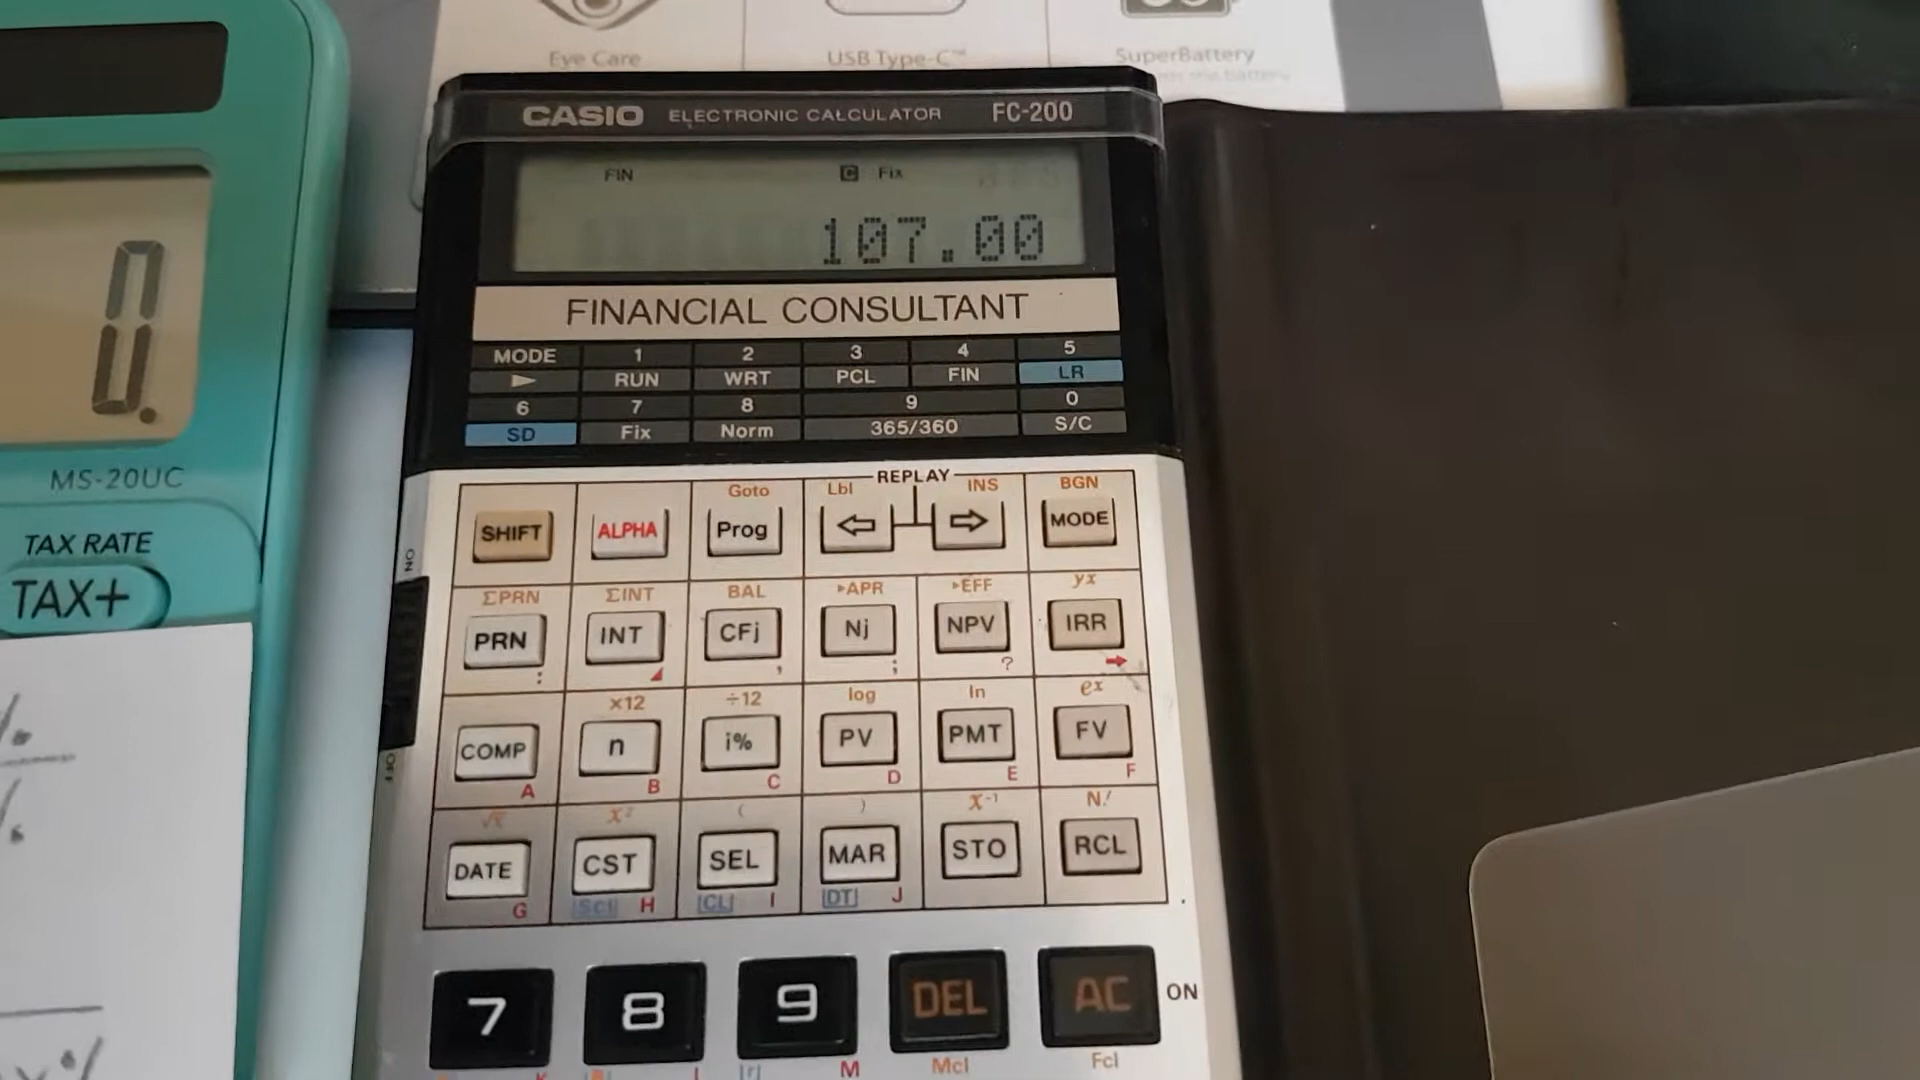 Eye Care
USB Type-C™
SuperBattery
CASIO ELECTRONIC CALCULATOR FC-200
FIN C Fix
107.00
FINANCIAL CONSULTANT
MODE 1 2 3 4 5
RUN WRT PCL FIN LR
6 7 8 9 0
SD Fix Norm 365/360 S/C
REPLAY
Goto Lbl INS BGN
SHIFT ALPHA Prog MODE
ΣPRN ΣINT BAL ▸APR ▸EFF yx
PRN INT CFj Nj NPV IRR
: , ; ?
×12 ÷12 log ln ex
COMP n i% PV PMT FV
A B C D E F
√x x² ( ) x-1 N!
DATE CST SEL MAR STO RCL
G H CL I DT J
ON
OFF
7 8 9 DEL AC ON
M Mcl Fcl
0.
MS-20UC
TAX RATE
TAX+